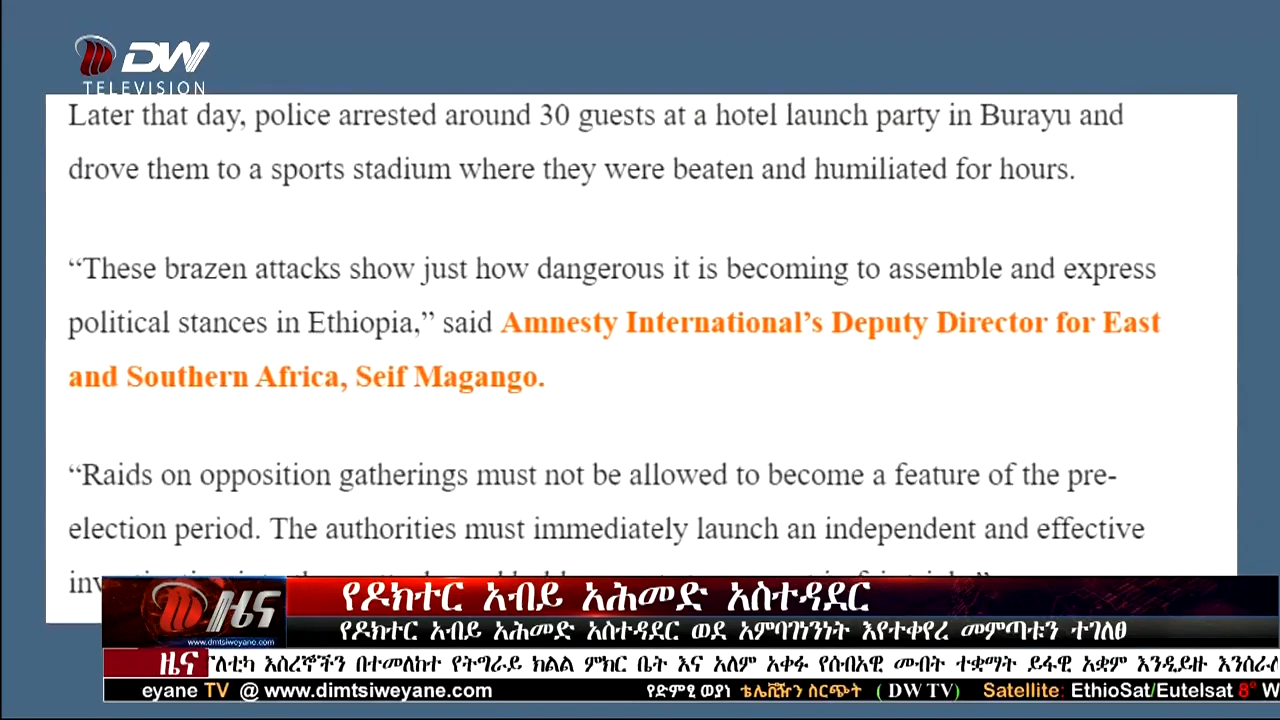 DW
TELEVISION
Later that day, police arrested around 30 guests at a hotel launch party in Burayu and
drove them to a sports stadium where they were beaten and humiliated for hours.
“These brazen attacks show just how dangerous it is becoming to assemble and express
political stances in Ethiopia,” said Amnesty International’s Deputy Director for East
and Southern Africa, Seif Magango.
“Raids on opposition gatherings must not be allowed to become a feature of the pre-
election period. The authorities must immediately launch an independent and effective
ዜና
www.dmtsiweyane.com
የዶክተር አብይ አሕመድ አስተዳደር
የዶክተር አብይ አሕመድ አስተዳደር ወደ አምባገነንነት እየተቀየረ መምጣቱን ተገለፀ
ዜና ፖለቲካ እስረኞችን በተመለከተ የትግራይ ክልል ምክር ቤት እና አለም አቀፉ የሰብአዊ መብት ተቋማት ይፋዊ አቋም እንዲይዙ እንሰራለ
eyane TV @ www.dimtsiweyane.com የድምፂ ወያነ ቴሌቪዥን ስርጭት ( DW TV) Satellite: EthioSat/Eutelsat 8° W